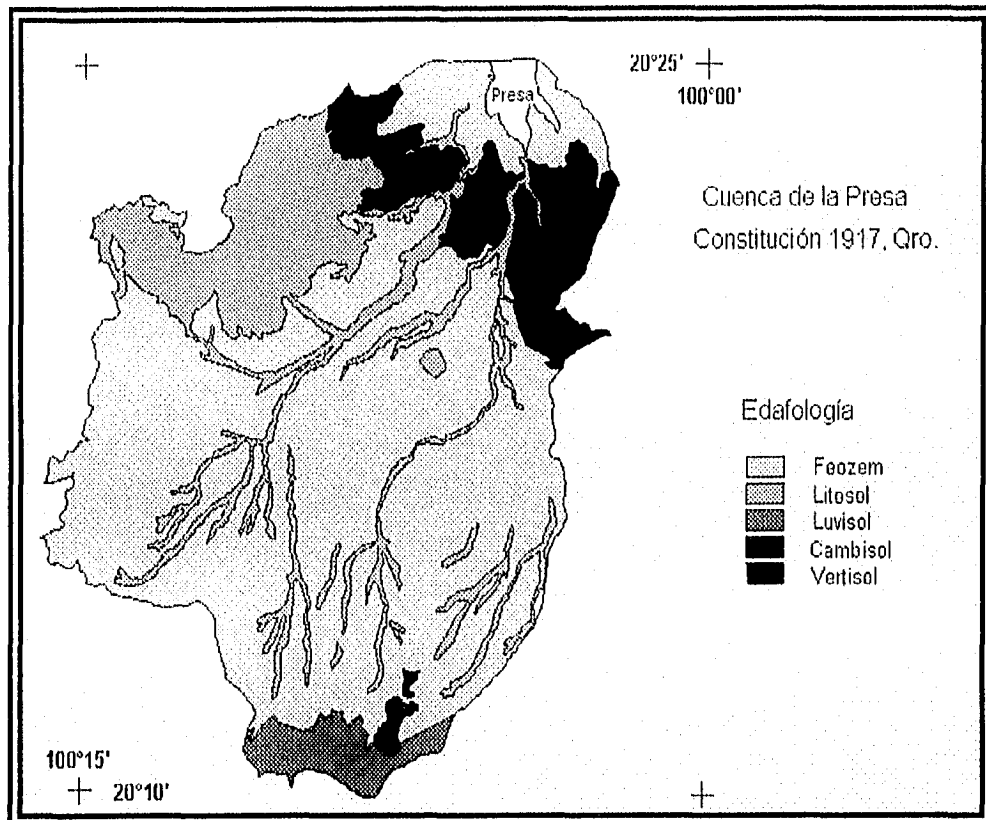 20°25'
100°00'
Presa
Cuenca de la Presa
Constitución 1917, Qro.
Edafología
Feozem
Litosol
Luvisol
Cambisol
Vertisol
100°15'
20°10'